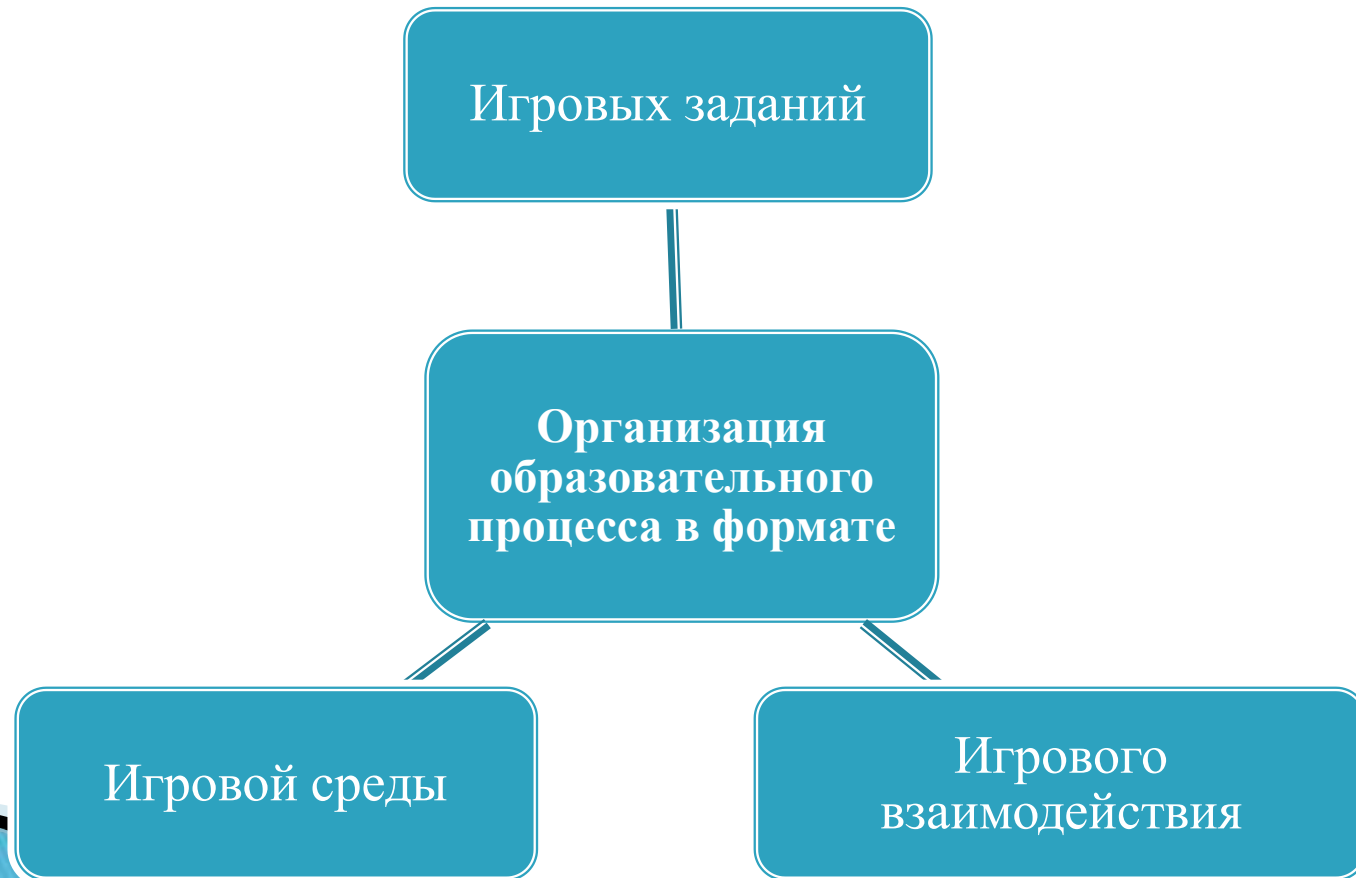 Игровых заданий
Организация
образовательного
процесса в формате
Игровой среды
Игрового
взаимодействия